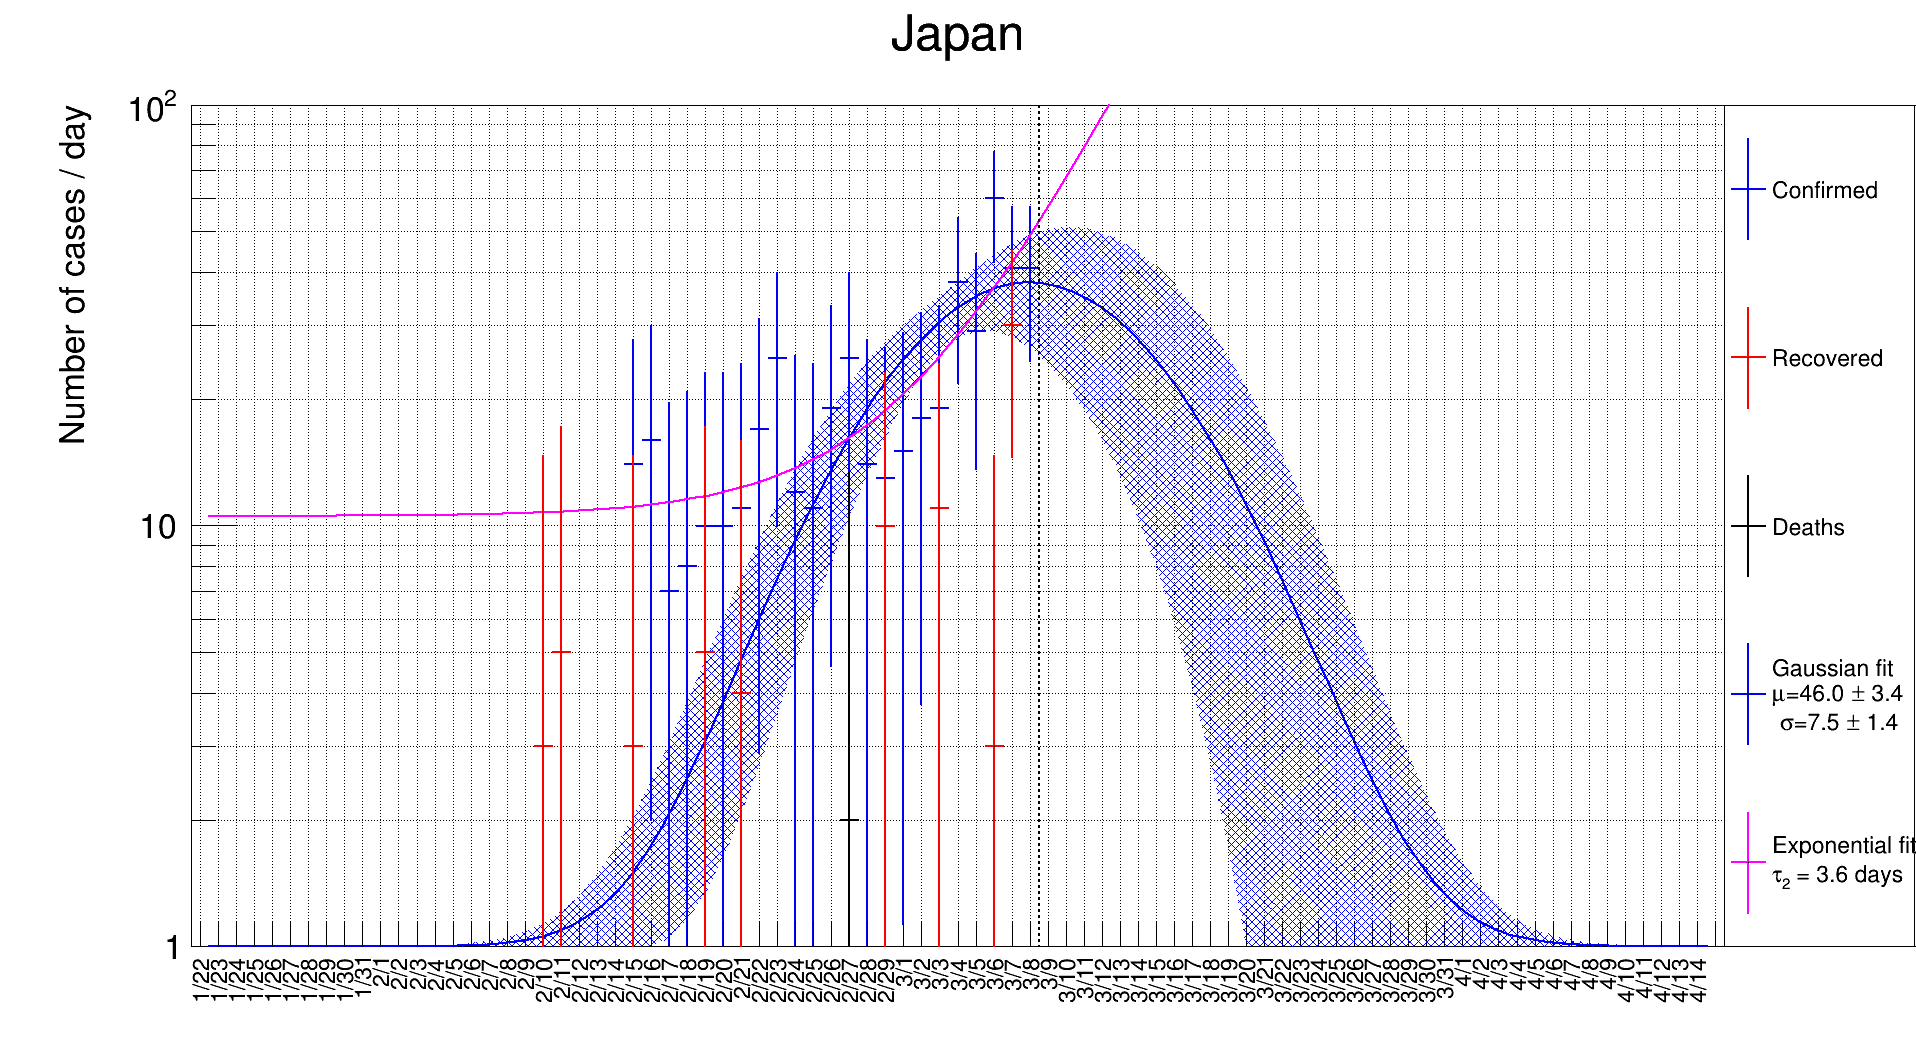 Japan
Number of cases / day
10²
10
1
1/22 1/23 1/24 1/25 1/26 1/27 1/28 1/29 1/30 1/31 2/1 2/2 2/3 2/4 2/5 2/6 2/7 2/8 2/9 2/10 2/11 2/12 2/13 2/14 2/15 2/16 2/17 2/18 2/19 2/20 2/21 2/22 2/23 2/24 2/25 2/26 2/27 2/28 2/29 3/1 3/2 3/3 3/4 3/5 3/6 3/7 3/8 3/9 3/10 3/11 3/12 3/13 3/14 3/15 3/16 3/17 3/18 3/19 3/20 3/21 3/22 3/23 3/24 3/25 3/26 3/27 3/28 3/29 3/30 3/31 4/1 4/2 4/3 4/4 4/5 4/6 4/7 4/8 4/9 4/10 4/11 4/12 4/13 4/14
Confirmed
Recovered
Deaths
Gaussian fit
μ=46.0 ± 3.4
σ=7.5 ± 1.4
Exponential fit
τ₂ = 3.6 days